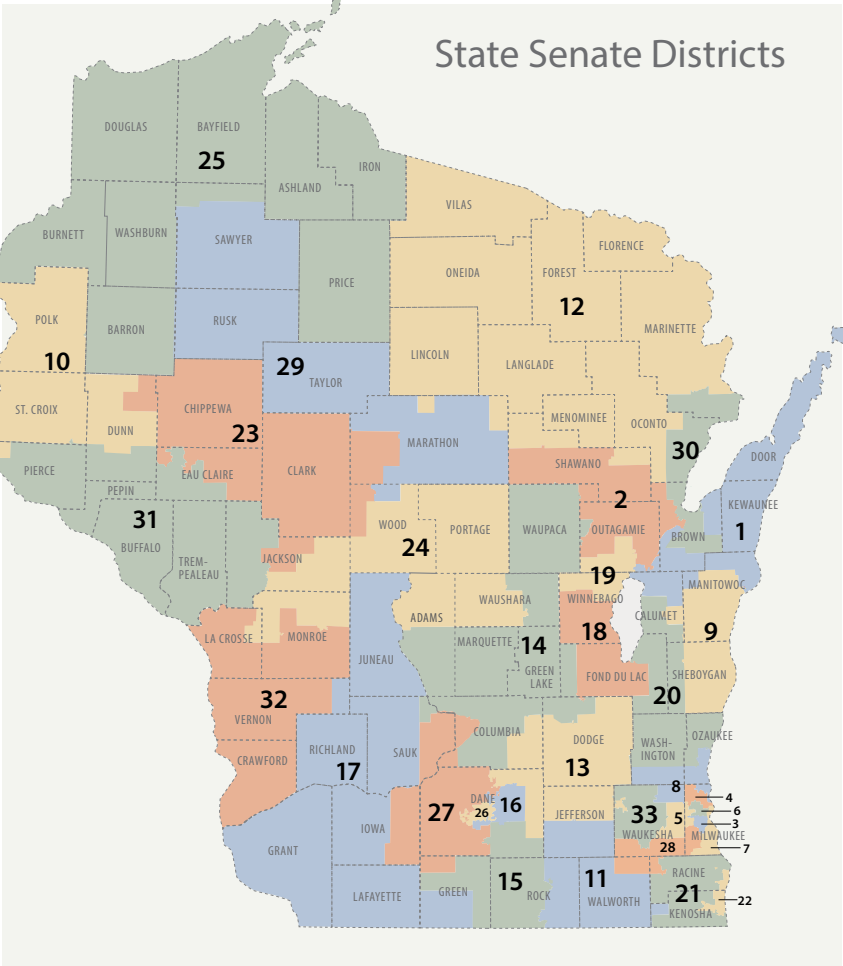 State Senate Districts
DOUGLAS
BAYFIELD
25
ASHLAND
IRON
VILAS
BURNETT
WASHBURN
SAWYER
FLORENCE
ONEIDA
FOREST
PRICE
12
POLK
BARRON
RUSK
MARINETTE
10
29
TAYLOR
LINCOLN
LANGLADE
ST. CROIX
DUNN
CHIPPEWA
23
MENOMINEE
OCONTO
MARATHON
30
DOOR
PIERCE
EAU CLAIRE
CLARK
SHAWANO
PEPIN
2
KEWAUNEE
31
BUFFALO
WOOD
24
PORTAGE
WAUPACA
OUTAGAMIE
BROWN
1
TREM-
PEALEAU
JACKSON
19
MANITOWOC
ADAMS
WAUSHARA
WINNEBAGO
CALUMET
LA CROSSE
MONROE
MARQUETTE
14
18
9
JUNEAU
GREEN
LAKE
FOND DU LAC
SHEBOYGAN
20
32
VERNON
COLUMBIA
DODGE
WASH-
INGTON
OZAUKEE
CRAWFORD
RICHLAND
SAUK
17
13
8
DANE
26
16
27
IOWA
JEFFERSON
33
WAUKESHA
5
4
6
3
MILWAUKEE
7
28
GRANT
LAFAYETTE
GREEN
15
ROCK
11
WALWORTH
RACINE
21
22
KENOSHA